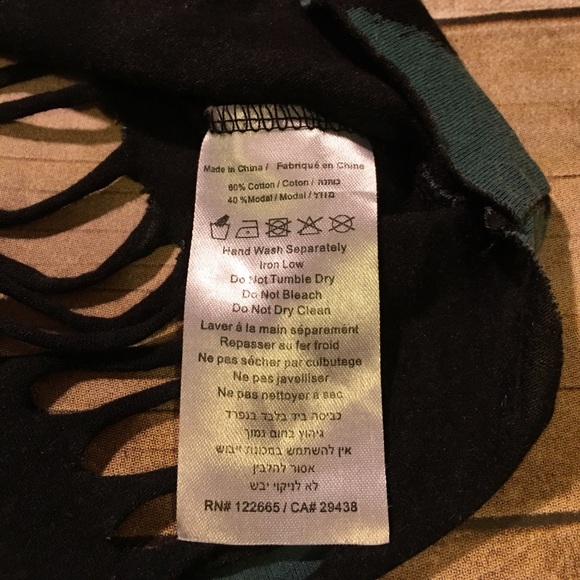 Made in China / Fabriqué en Chine
60% Cotton / Coton / כותנה
40 %Modal / Modal / מודל
Hand Wash Separately
Iron Low
Do Not Tumble Dry
Do Not Bleach
Do Not Dry Clean
Laver à la main séparément
Repasser au fer froid
Ne pas sécher par culbutage
Ne pas javelliser
Ne pas nettoyer à sec
כביסה ביד בלבד בנפרד
גיהוץ בחום נמוך
אין להשתמש במכונת ייבוש
אסור להלבין
לא לניקוי יבש
RN# 122665 / CA# 29438